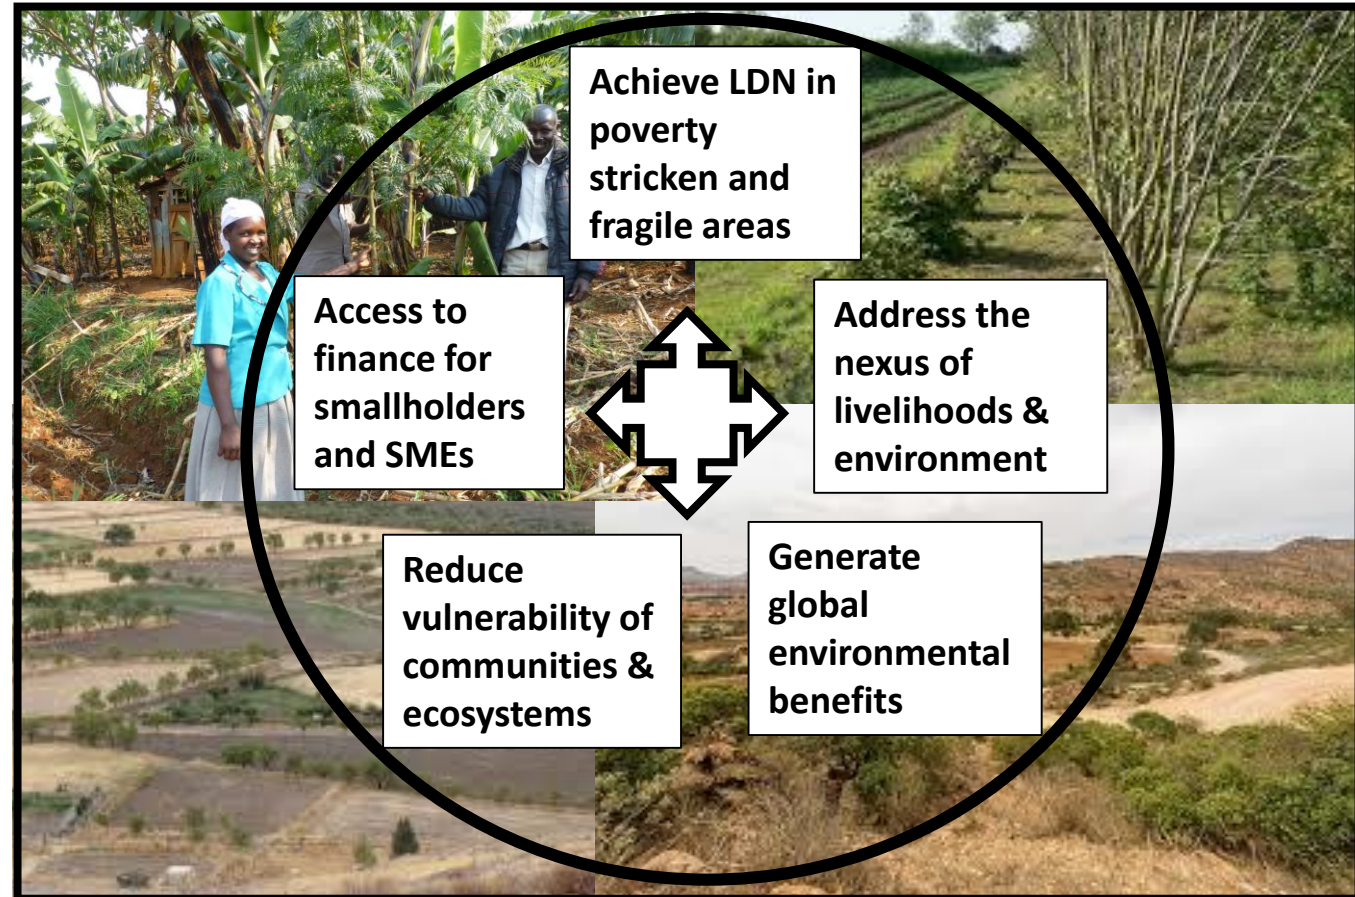 Achieve LDN in
poverty
stricken and
fragile areas
Access to
finance for
smallholders
and SMEs
Address the
nexus of
livelihoods &
environment
Reduce
vulnerability of
communities &
ecosystems
Generate
global
environmental
benefits